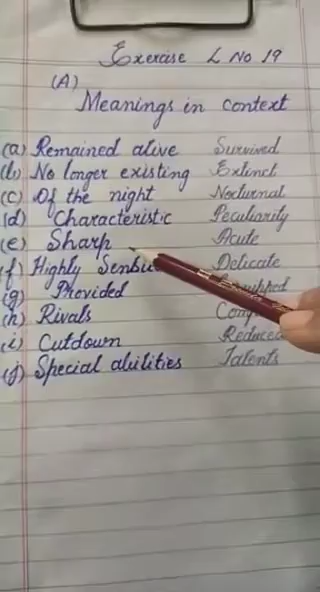 Exercise L No 19
(A)
Meanings in context
(a) Remained alive Survived
(b) No longer existing Extinct
(c) Of the night Nocturnal
(d) Characteristic Peculiarity
(e) Sharp Acute
(f) Highly Delicate
(g) Provided
(h) Rivals
(i) Cutdown Reduced
(j) Special abilities Talents